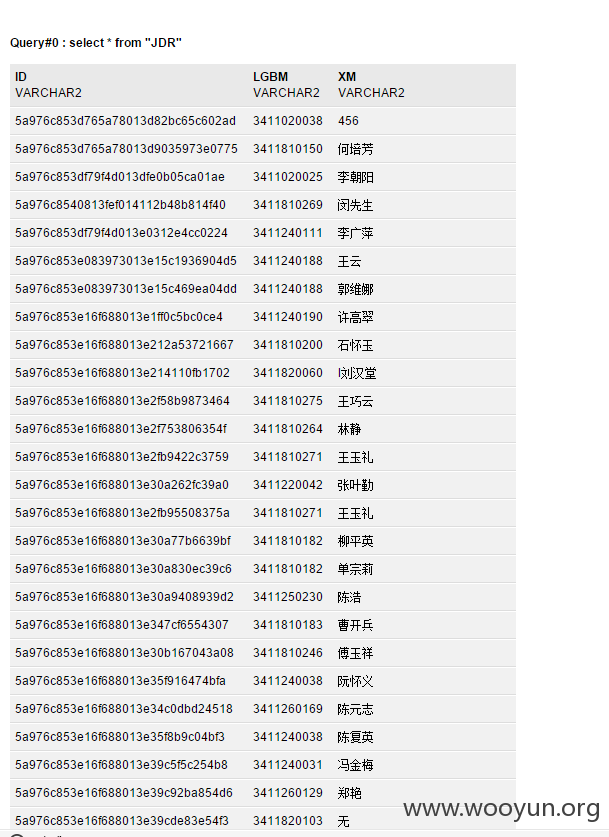 Query#0 : select * from "JDR"
ID LGBM XM
VARCHAR2 VARCHAR2 VARCHAR2
5a976c853d765a78013d82bc65c602ad 3411020038 456
5a976c853d765a78013d9035973e0775 3411810150 何培芳
5a976c853df79f4d013dfe0b05ca01ae 3411020025 李朝阳
5a976c8540813fef014112b48b814f40 3411810269 闵先生
5a976c853df79f4d013e0312e4cc0224 3411240111 李广萍
5a976c853e083973013e15c1936904d5 3411240188 王云
5a976c853e083973013e15c469ea04dd 3411240188 郭维娜
5a976c853e16f688013e1ff0c5bc0ce4 3411240190 许高翠
5a976c853e16f688013e212a53721667 3411810200 石怀玉
5a976c853e16f688013e214110fb1702 3411820060 l刘汉堂
5a976c853e16f688013e2f58b9873464 3411810275 王巧云
5a976c853e16f688013e2f753806354f 3411810264 林静
5a976c853e16f688013e2fb9422c3759 3411810271 王玉礼
5a976c853e16f688013e30a262fc39a0 3411220042 张叶勤
5a976c853e16f688013e2fb95508375a 3411810271 王玉礼
5a976c853e16f688013e30a77b6639bf 3411810182 柳平英
5a976c853e16f688013e30a830ec39c6 3411810182 单宗莉
5a976c853e16f688013e30a9408939d2 3411250230 陈浩
5a976c853e16f688013e347cf6554307 3411810183 曹开兵
5a976c853e16f688013e30b167043a08 3411810246 傅玉祥
5a976c853e16f688013e35f916474bfa 3411240038 阮怀义
5a976c853e16f688013e34c0dbd24518 3411260169 陈元志
5a976c853e16f688013e35f8b9c04bf3 3411240038 陈复英
5a976c853e16f688013e39c5f5c254b8 3411240031 冯金梅
5a976c853e16f688013e39c92ba854d6 3411260129 郑艳
5a976c853e16f688013e39cde83e54f3 3411820103 无
www.wooyun.org